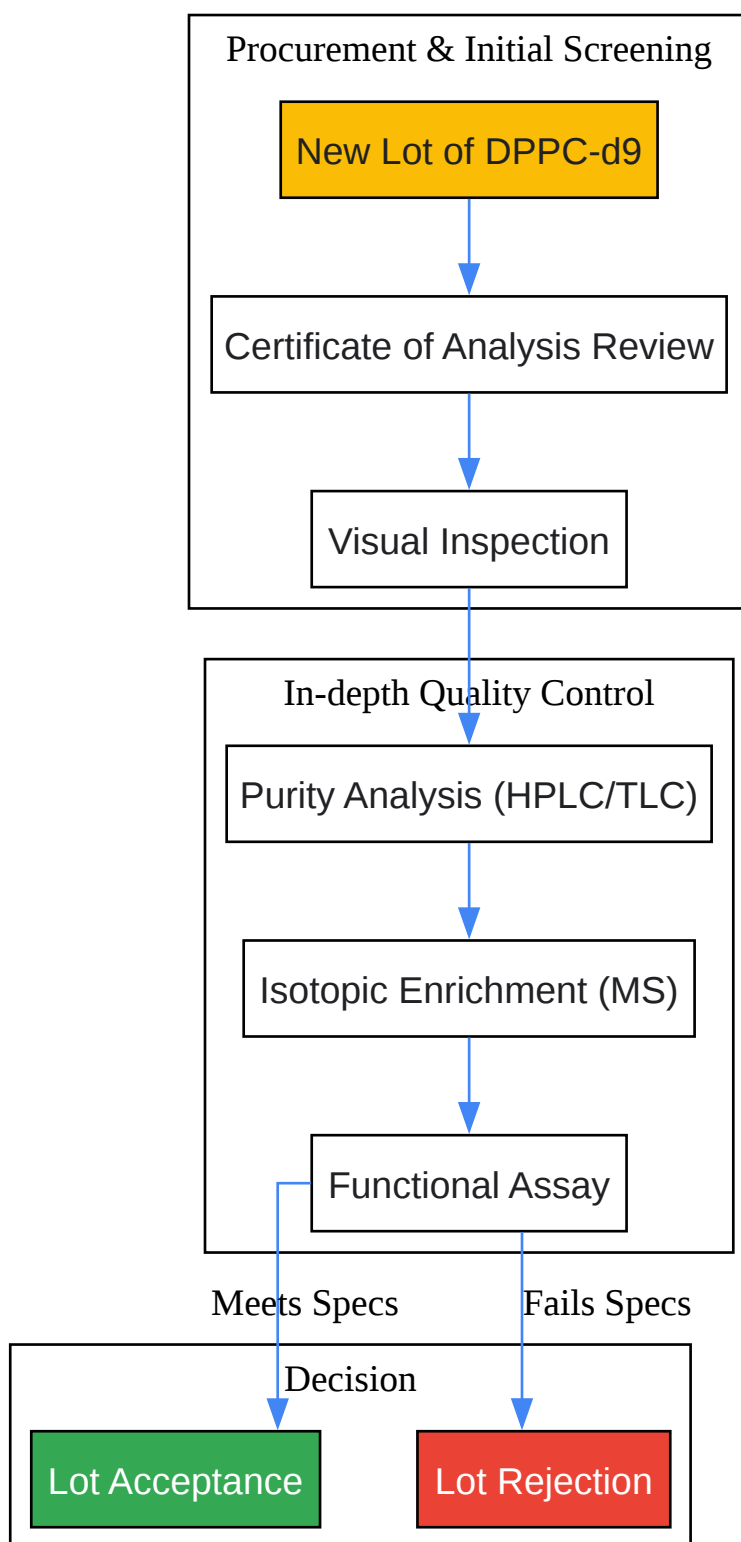 Procurement & Initial Screening
New Lot of DPPC-d9
Certificate of Analysis Review
Visual Inspection
In-depth Quality Control
Purity Analysis (HPLC/TLC)
Isotopic Enrichment (MS)
Functional Assay
Meets Specs
Fails Specs
Decision
Lot Acceptance
Lot Rejection